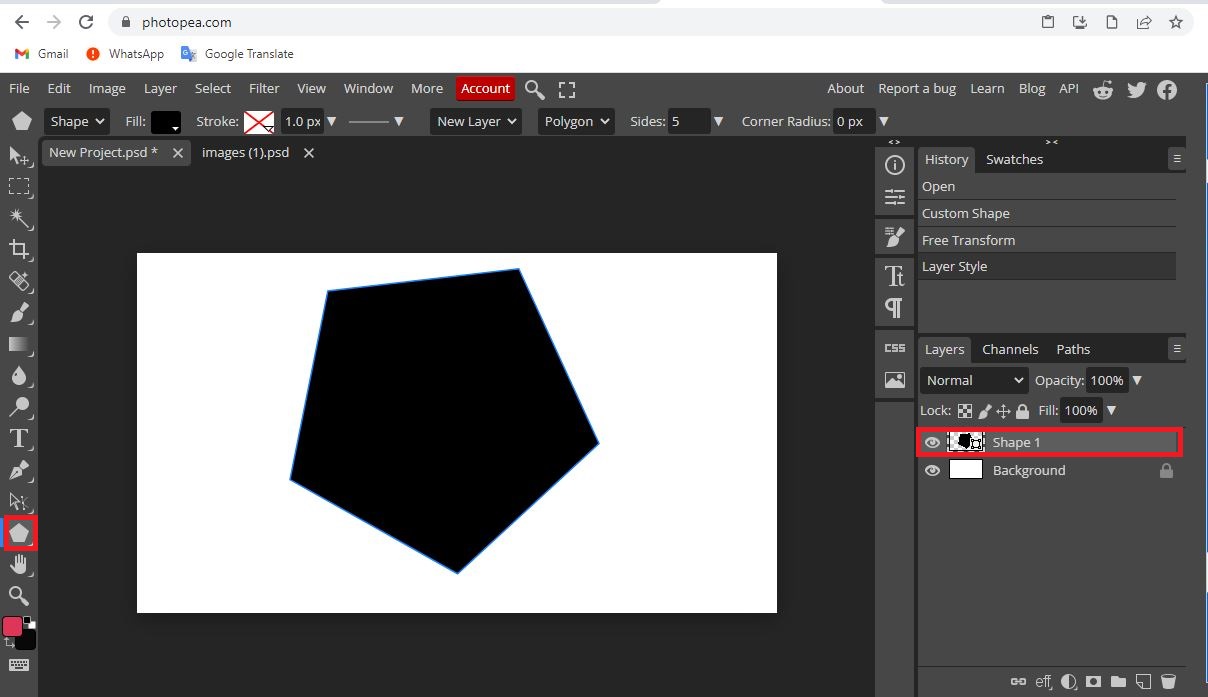 photopea.com
Gmail WhatsApp Google Translate
File Edit Image Layer Select Filter View Window More Account About Report a bug Learn Blog API
Shape Fill: Stroke: 1.0 px New Layer Polygon Sides: 5 Corner Radius: 0 px
New Project.psd * images (1).psd
History Swatches
Open
Custom Shape
Free Transform
Layer Style
CSS
Layers Channels Paths
Normal Opacity: 100%
Lock: Fill: 100%
Shape 1
Background
eff